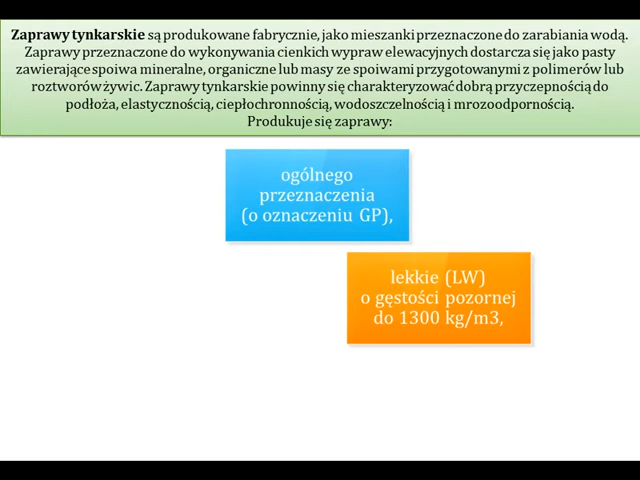 Zaprawy tynkarskie są produkowane fabrycznie, jako mieszanki przeznaczone do zarabiania wodą.
Zaprawy przeznaczone do wykonywania cienkich wypraw elewacyjnych dostarcza się jako pasty
zawierające spoiwa mineralne, organiczne lub masy ze spoiwami przygotowanymi z polimerów lub
roztworów żywic. Zaprawy tynkarskie powinny się charakteryzować dobrą przyczepnością do
podłoża, elastycznością, ciepłochronnością, wodoszczelnością i mrozoodpornością.
Produkuje się zaprawy:
ogólnego
przeznaczenia
(o oznaczeniu GP),
lekkie (LW)
o gęstości pozornej
do 1300 kg/m3,